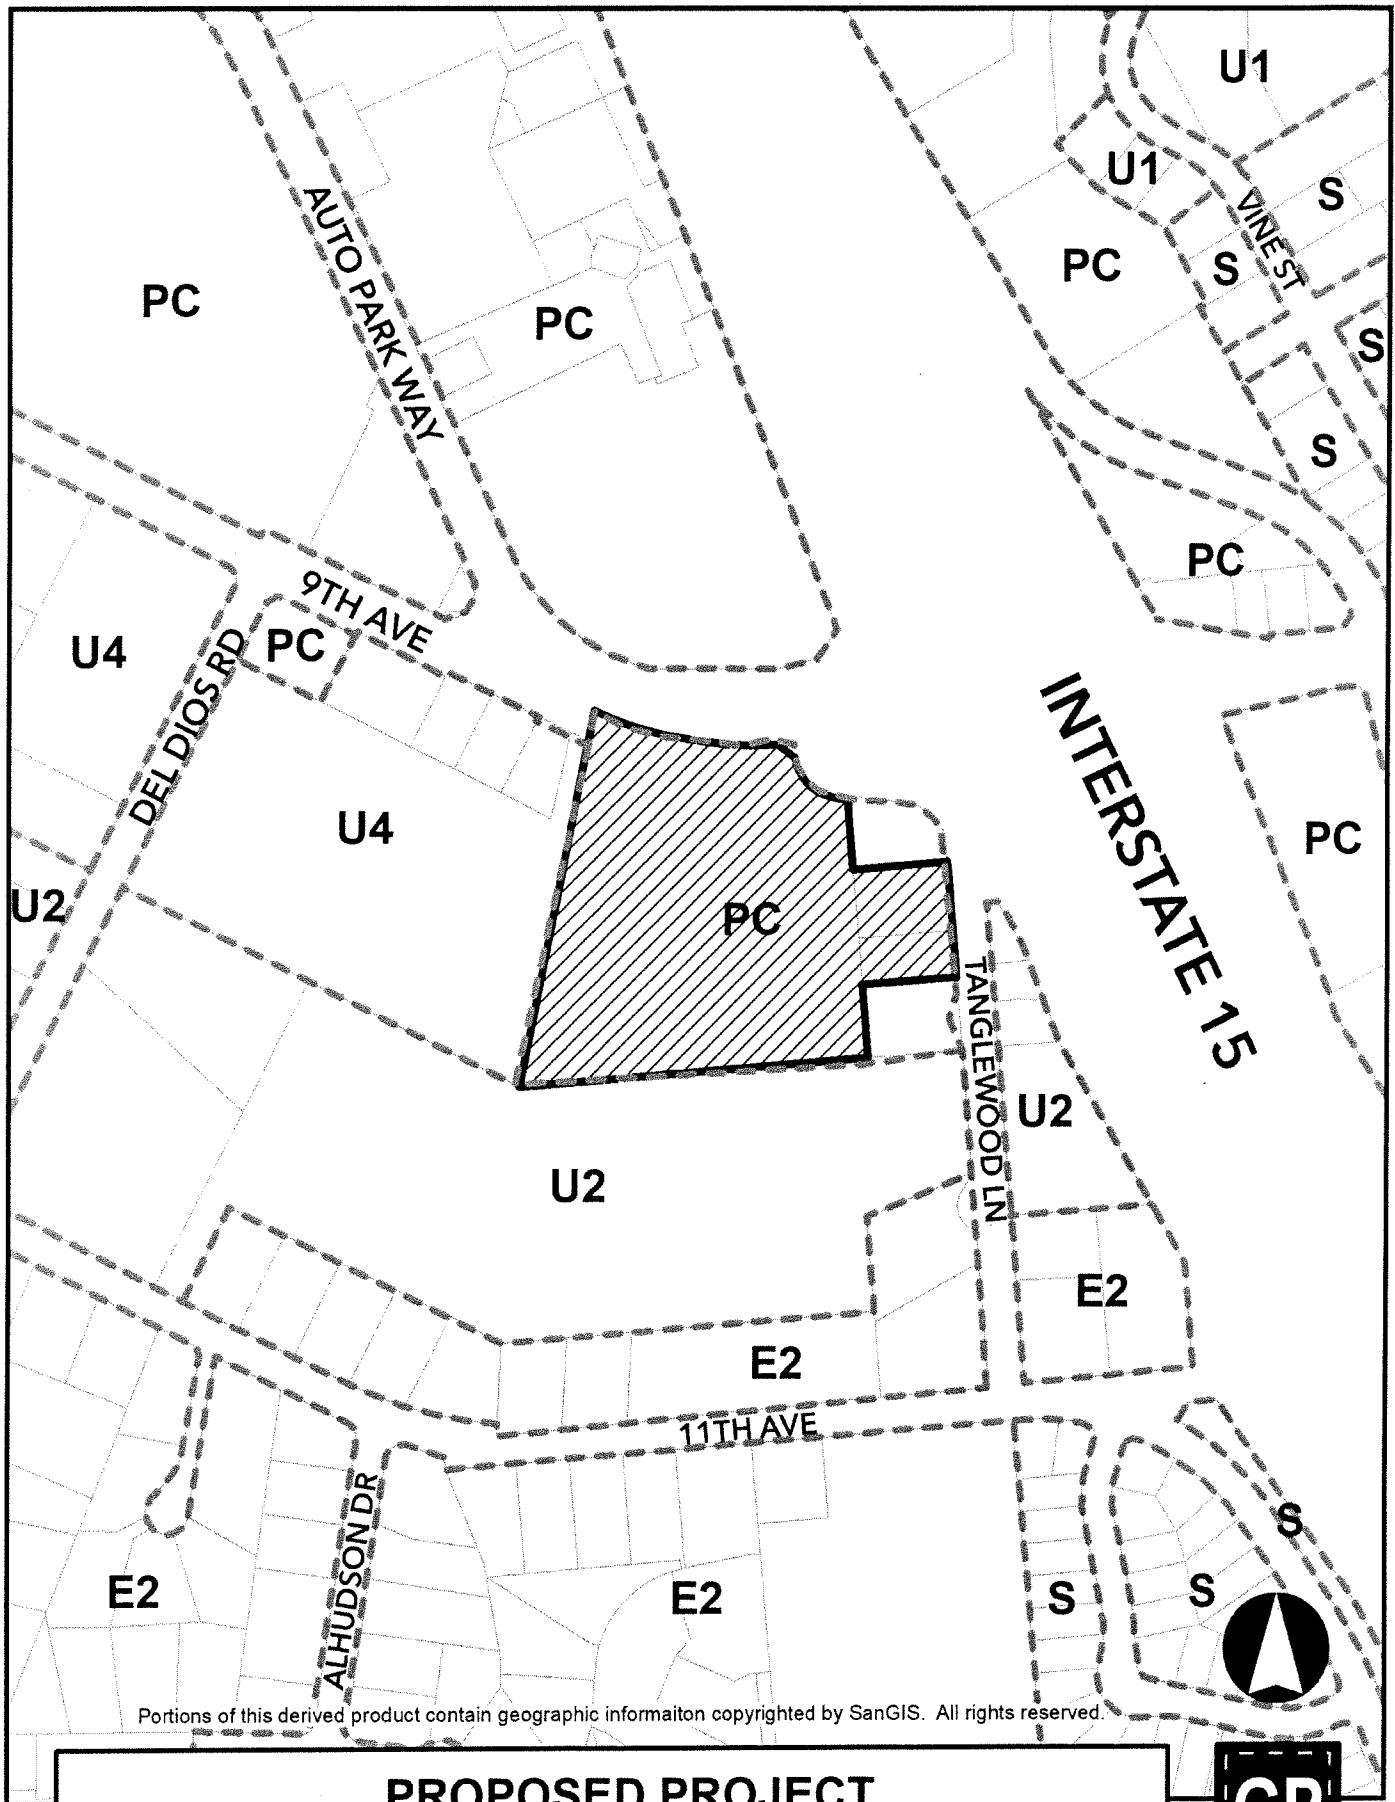 U1
U1
S
VINE ST
PC
S
PC
AUTO PARK WAY
PC
S
S
PC
9TH AVE
PC
U4
DEL DIOS RD
INTERSTATE 15
U4
PC
U2
PC
TANGLEWOOD LN
U2
U2
E2
E2
11TH AVE
S
ALHUDSON DR
E2
E2
S
S
Portions of this derived product contain geographic informaiton copyrighted by SanGIS. All rights reserved.
PROPOSED PROJECT
GP